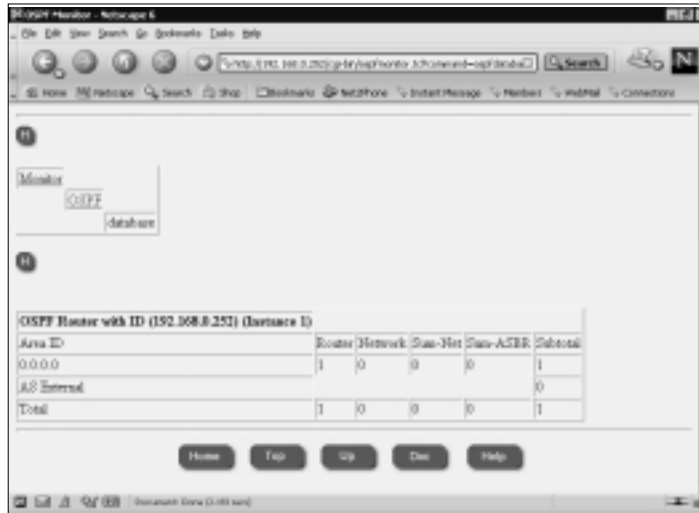 OSPF Monitor - Netscape 6
File Edit View Search Go Bookmarks Tasks Help
Search
N
Home My Netscape Search Shop Bookmarks Net2Phone Instant Message Members WebMail Connections
Monitor
OSPF
database
OSPF Router with ID (192.168.0.252) (Instance 1)
Area ID Router Network Sum-Net Sum-ASBR Subtotal
0.0.0.0 1 0 0 0 1
AS External 0
Total 1 0 0 0 1
Home Top Up Doc Help
Document: Done